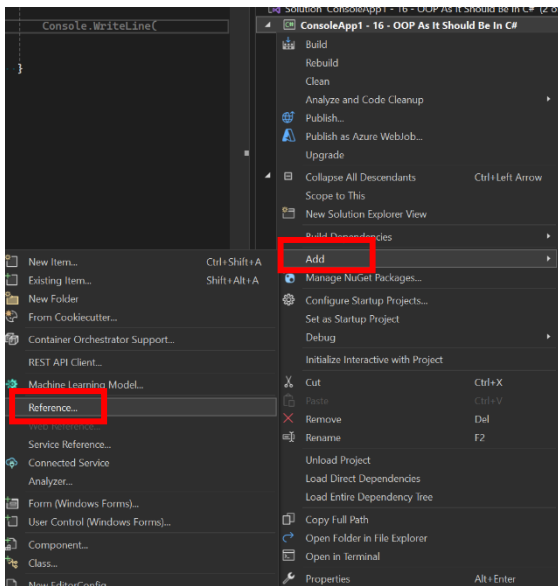 Solution 'ConsoleApp1 - 16 - OOP As It Should Be In C#' (2 o
Console.WriteLine(
}
ConsoleApp1 - 16 - OOP As It Should Be In C#
Build
Rebuild
Clean
Analyze and Code Cleanup
Publish...
Publish as Azure WebJob...
Upgrade
Collapse All Descendants Ctrl+Left Arrow
Scope to This
New Solution Explorer View
Build Dependencies
Add
Manage NuGet Packages...
Configure Startup Projects...
Set as Startup Project
Debug
Initialize Interactive with Project
Cut Ctrl+X
Paste Ctrl+V
Remove Del
Rename F2
Unload Project
Load Direct Dependencies
Load Entire Dependency Tree
Copy Full Path
Open Folder in File Explorer
Open in Terminal
Properties Alt+Enter
New Item... Ctrl+Shift+A
Existing Item... Shift+Alt+A
New Folder
From Cookiecutter...
Container Orchestrator Support...
REST API Client...
Machine Learning Model...
Reference...
Web Reference...
Service Reference...
Connected Service
Analyzer...
Form (Windows Forms)...
User Control (Windows Forms)...
Component...
Class...
New EditorConfig